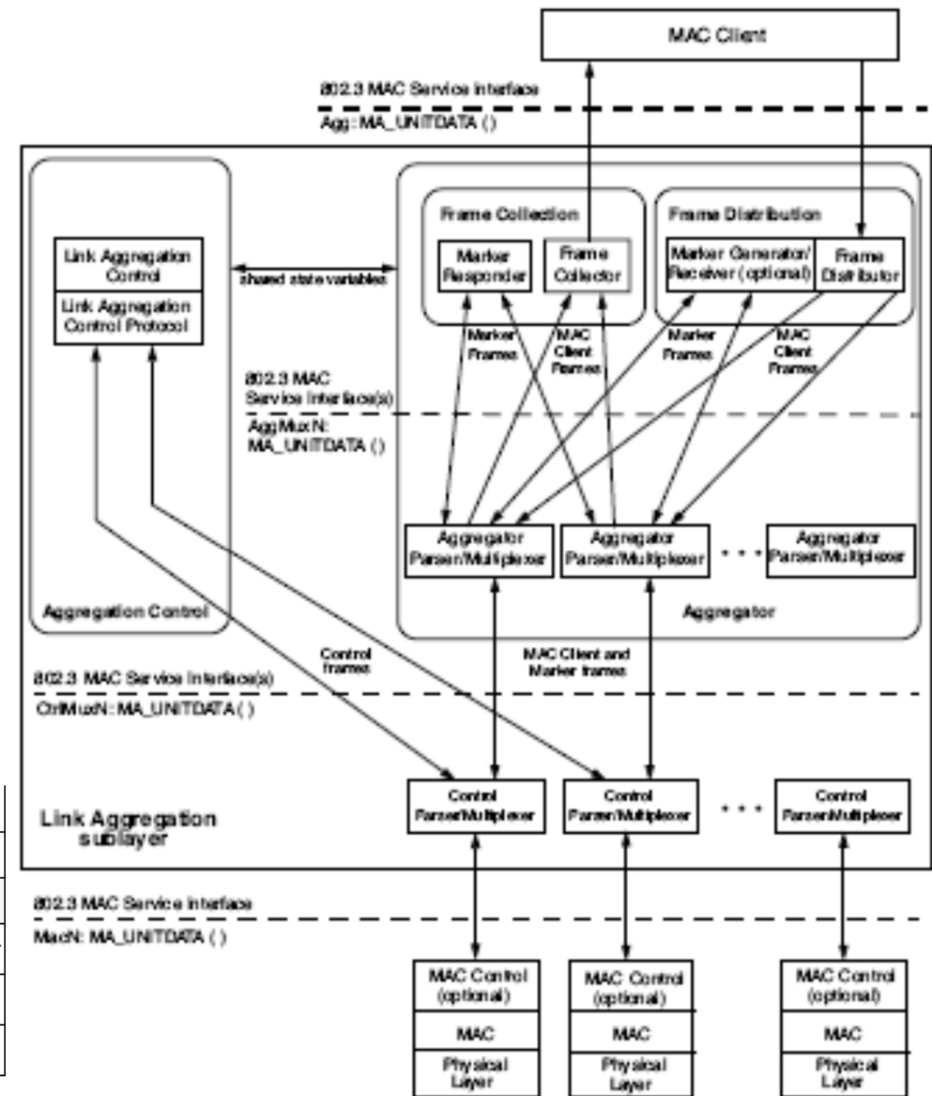 MAC Client
802.3 MAC Service interface
Agg: MA_UNITDATA ( )
Frame Collection
Frame Distribution
Link Aggregation
Control
Link Aggregation
Control Protocol
shared state variables
Marker
Responder
Frame
Collector
Marker Generator/
Receiver (optional)
Frame
Distributor
Marker
Frames
MAC
Client
Frames
Marker
Frames
MAC
Client
Frames
802.3 MAC
Service Interface(s)
AggMuxN:
MA_UNITDATA ( )
Aggregator
Parser/Multiplexer
Aggregator
Parser/Multiplexer
• • •
Aggregator
Parser/Multiplexer
Aggregation Control
Aggregator
Control
frames
MAC Client and
Marker frames
802.3 MAC Service Interface(s)
CtrlMuxN: MA_UNITDATA ( )
Link Aggregation
sublayer
Control
Parser/Multiplexer
Control
Parser/Multiplexer
• • •
Control
Parser/Multiplexer
802.3 MAC Service interface
MacN: MA_UNITDATA ( )
MAC Control
(optional)
MAC
Physical
Layer
MAC Control
(optional)
MAC
Physical
Layer
MAC Control
(optional)
MAC
Physical
Layer